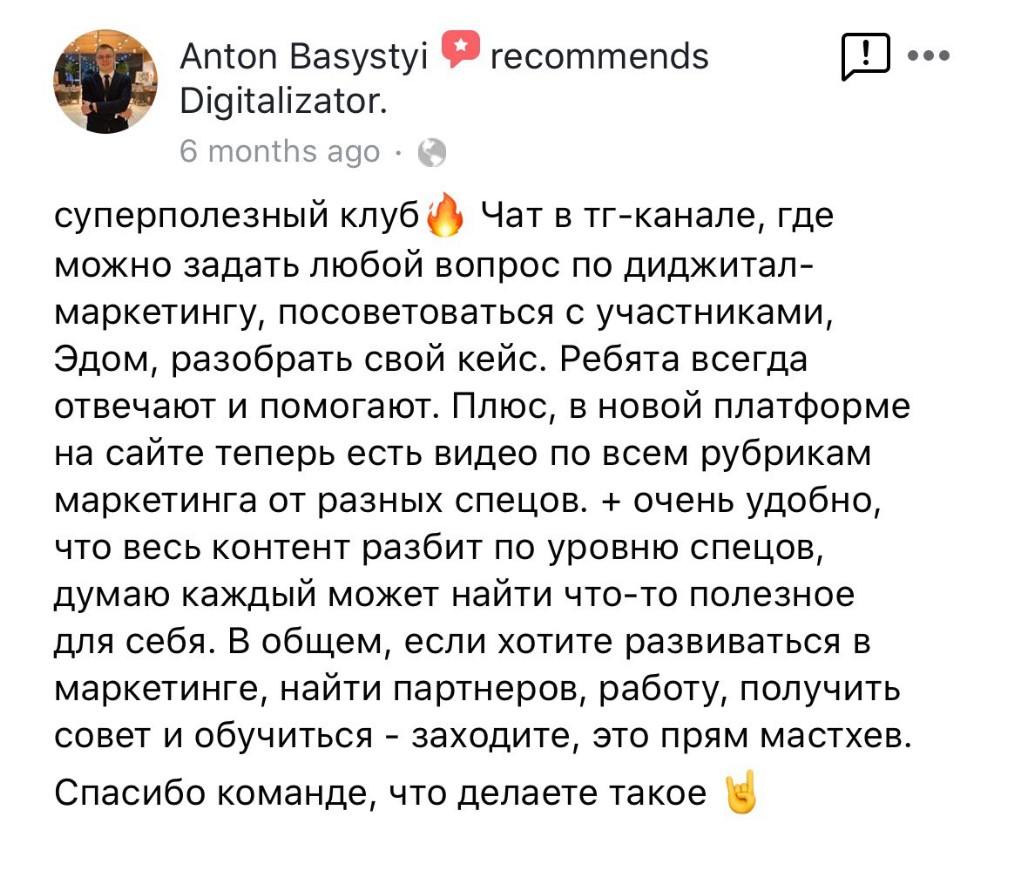 Anton Basystyi recommends
Digitalizator.
6 months ago ·
суперполезный клуб🔥 Чат в тг-канале, где
можно задать любой вопрос по диджитал-
маркетингу, посоветоваться с участниками,
Эдом, разобрать свой кейс. Ребята всегда
отвечают и помогают. Плюс, в новой платформе
на сайте теперь есть видео по всем рубрикам
маркетинга от разных спецов. + очень удобно,
что весь контент разбит по уровню спецов,
думаю каждый может найти что-то полезное
для себя. В общем, если хотите развиваться в
маркетинге, найти партнеров, работу, получить
совет и обучиться - заходите, это прям мастхев.
Спасибо команде, что делаете такое 🤘